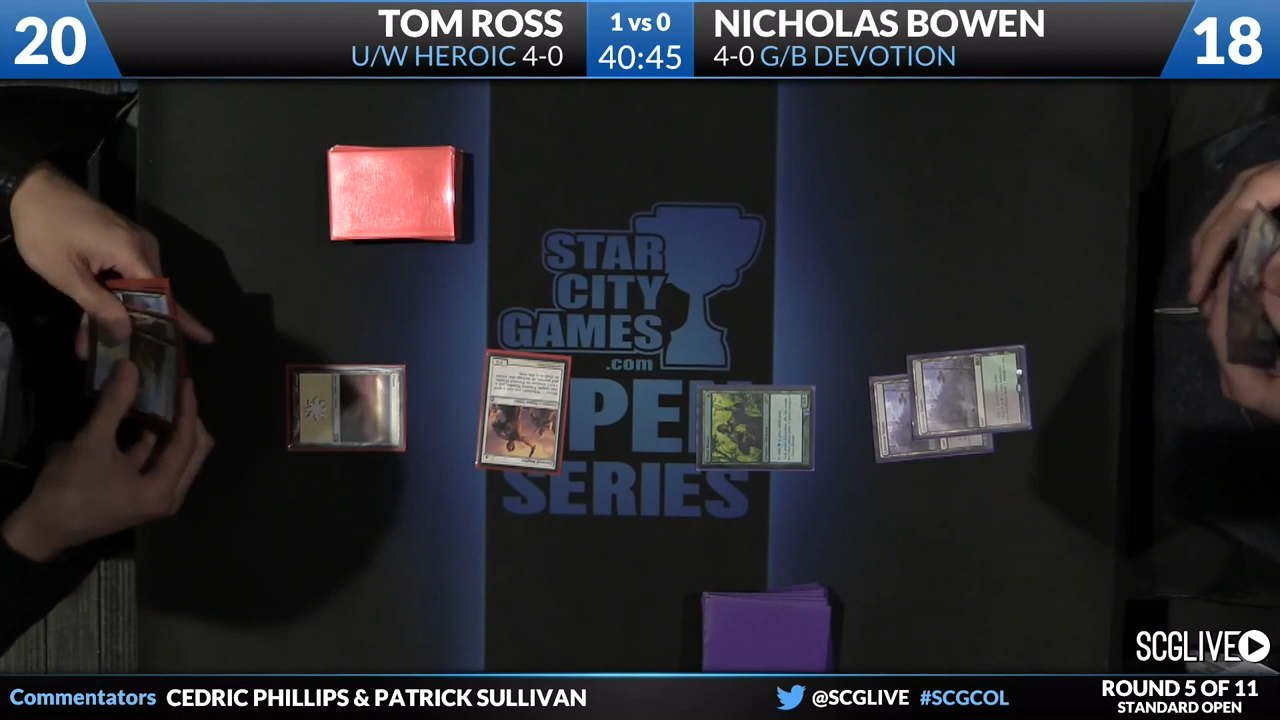 20
TOM ROSS
U/W HEROIC 4-0
1 vs 0
40:45
NICHOLAS BOWEN
4-0 G/B DEVOTION
18
STAR
CITY
GAMES
.com
OPEN
SERIES
SCGLIVE
Commentators CEDRIC PHILLIPS & PATRICK SULLIVAN
@SCGLIVE #SCGCOL
ROUND 5 OF 11
STANDARD OPEN